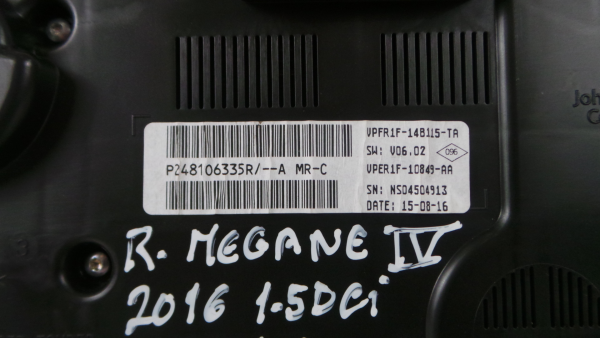 VPFR1F-14B115-TA
SW: V06.02 096
P248106335R/--A MR-C
VPER1F-10849-AA
SN: NS04504913
DATE: 15-08-16
R. MEGANE IV
2016 1.5DCi